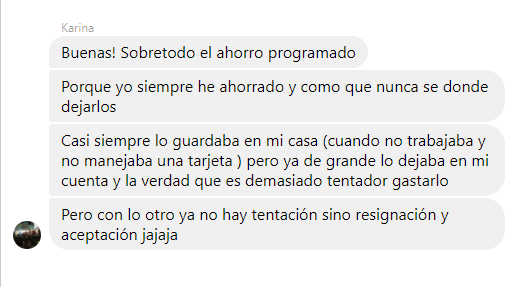 Karina
Buenas! Sobretodo el ahorro programado
Porque yo siempre he ahorrado y como que nunca se donde
dejarlos
Casi siempre lo guardaba en mi casa (cuando no trabajaba y
no manejaba una tarjeta ) pero ya de grande lo dejaba en mi
cuenta y la verdad que es demasiado tentador gastarlo
Pero con lo otro ya no hay tentación sino resignación y
aceptación jajaja